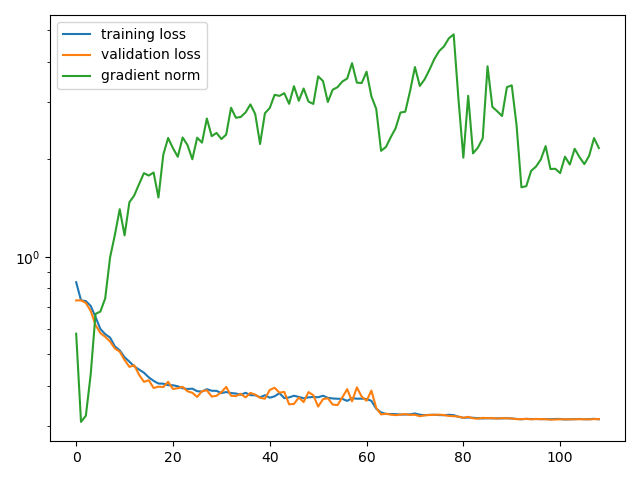 training loss
validation loss
gradient norm
10⁰
0 20 40 60 80 100